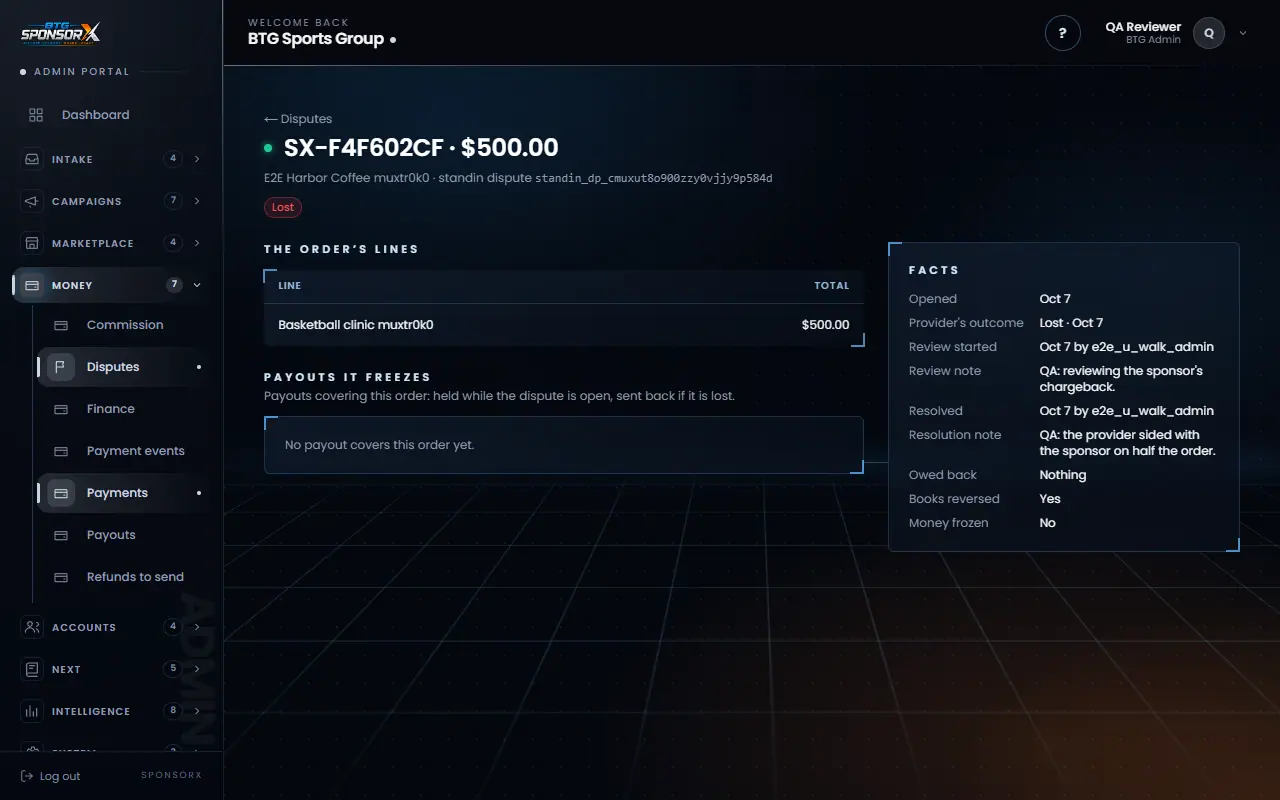 BTG
SPONSORX
ADMIN PORTAL
Dashboard
INTAKE 4
CAMPAIGNS 7
MARKETPLACE 4
MONEY 7
Commission
Disputes
Finance
Payment events
Payments
Payouts
Refunds to send
ACCOUNTS 4
NEXT 5
INTELLIGENCE 8
ADMIN
Log out SPONSORX
WELCOME BACK
BTG Sports Group
?
QA Reviewer
BTG Admin
Q
← Disputes
SX-F4F602CF · $500.00
E2E Harbor Coffee muxtr0k0 · standin dispute standin_dp_cmuxut8o900zzy0vjjy9p584d
Lost
THE ORDER'S LINES
LINE TOTAL
Basketball clinic muxtr0k0 $500.00
PAYOUTS IT FREEZES
Payouts covering this order: held while the dispute is open, sent back if it is lost.
No payout covers this order yet.
FACTS
Opened Oct 7
Provider's outcome Lost · Oct 7
Review started Oct 7 by e2e_u_walk_admin
Review note QA: reviewing the sponsor's
chargeback.
Resolved Oct 7 by e2e_u_walk_admin
Resolution note QA: the provider sided with
the sponsor on half the order.
Owed back Nothing
Books reversed Yes
Money frozen No